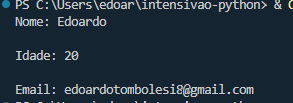 PS C:\Users\edoar\intensivao-python> & C
Nome: Edoardo
Idade: 20
Email: edoardotombolesi8@gmail.com